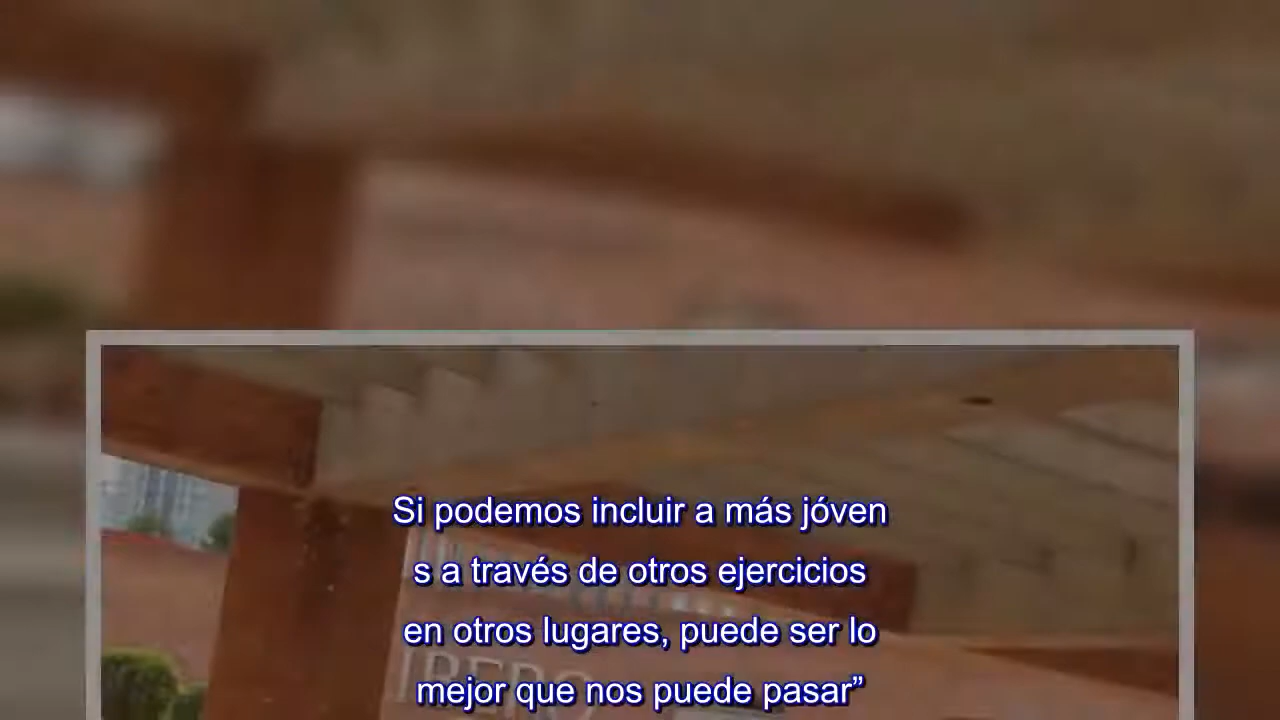 Si podemos incluir a más jóven
s a través de otros ejercicios
en otros lugares, puede ser lo
mejor que nos puede pasar”
IBERO